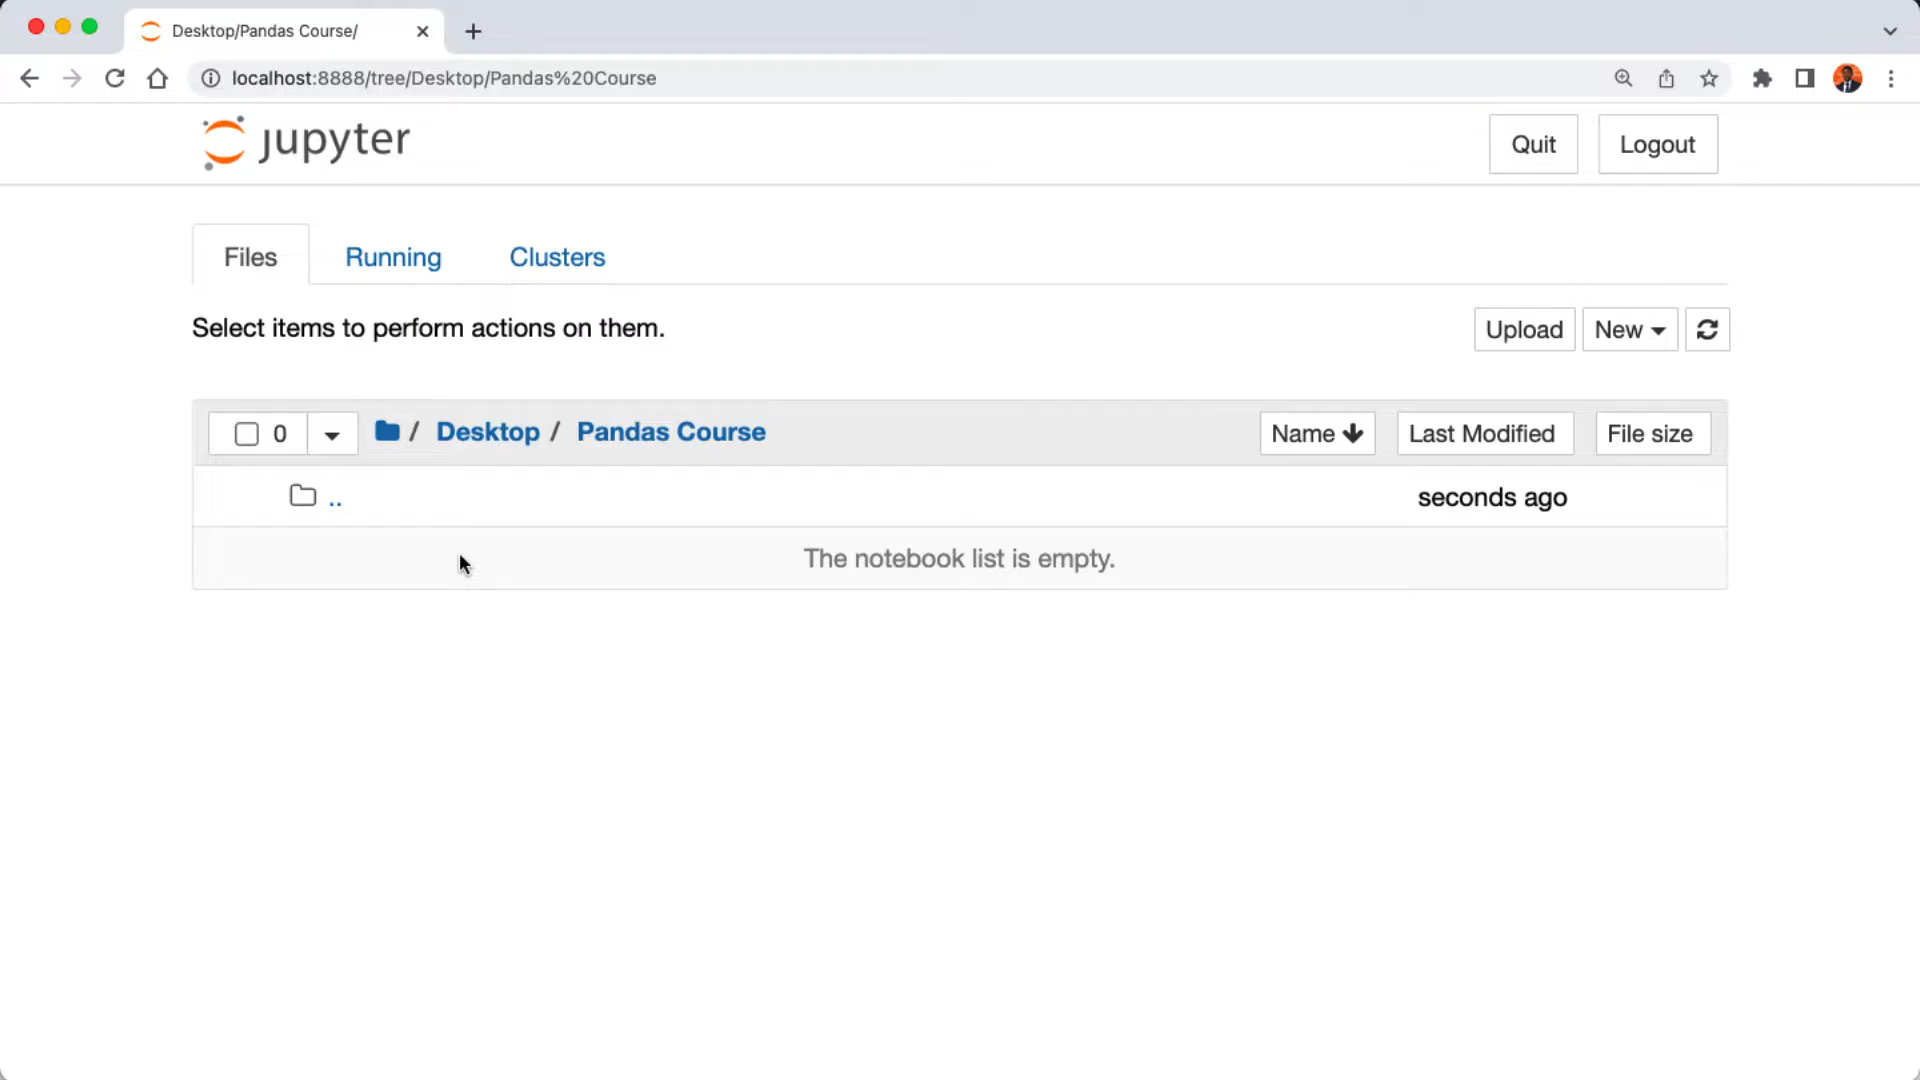 Desktop/Pandas Course/
localhost:8888/tree/Desktop/Pandas%20Course
jupyter
Quit
Logout
Files
Running
Clusters
Select items to perform actions on them.
Upload
New
0
/ Desktop / Pandas Course
Name
Last Modified
File size
..
seconds ago
The notebook list is empty.